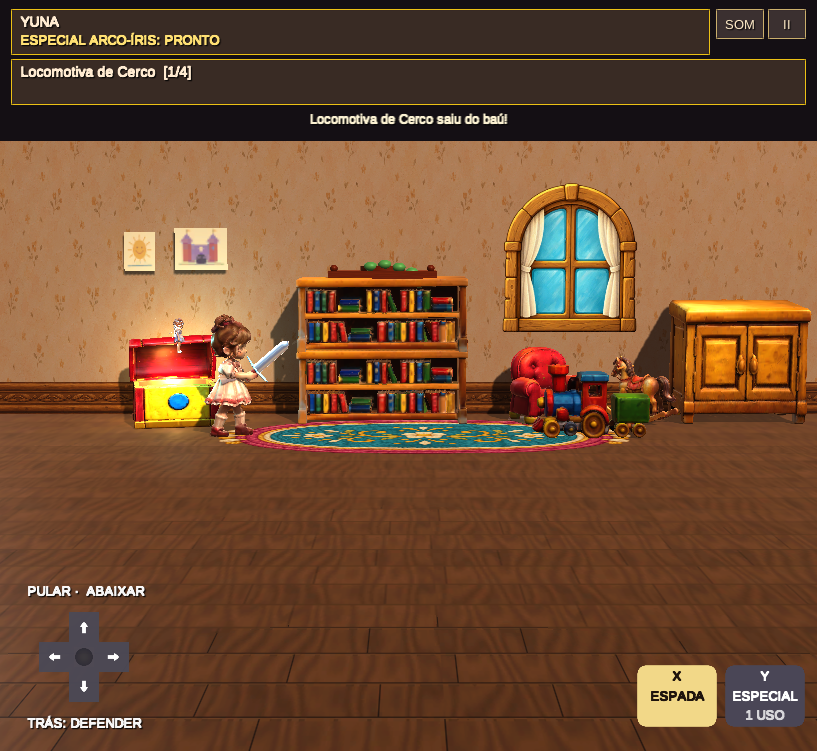 YUNA
ESPECIAL ARCO-ÍRIS: PRONTO
SOM
II
Locomotiva de Cerco [1/4]
Locomotiva de Cerco saiu do baú!
PULAR · ABAIXAR
TRÁS: DEFENDER
X
ESPADA
Y
ESPECIAL
1 USO